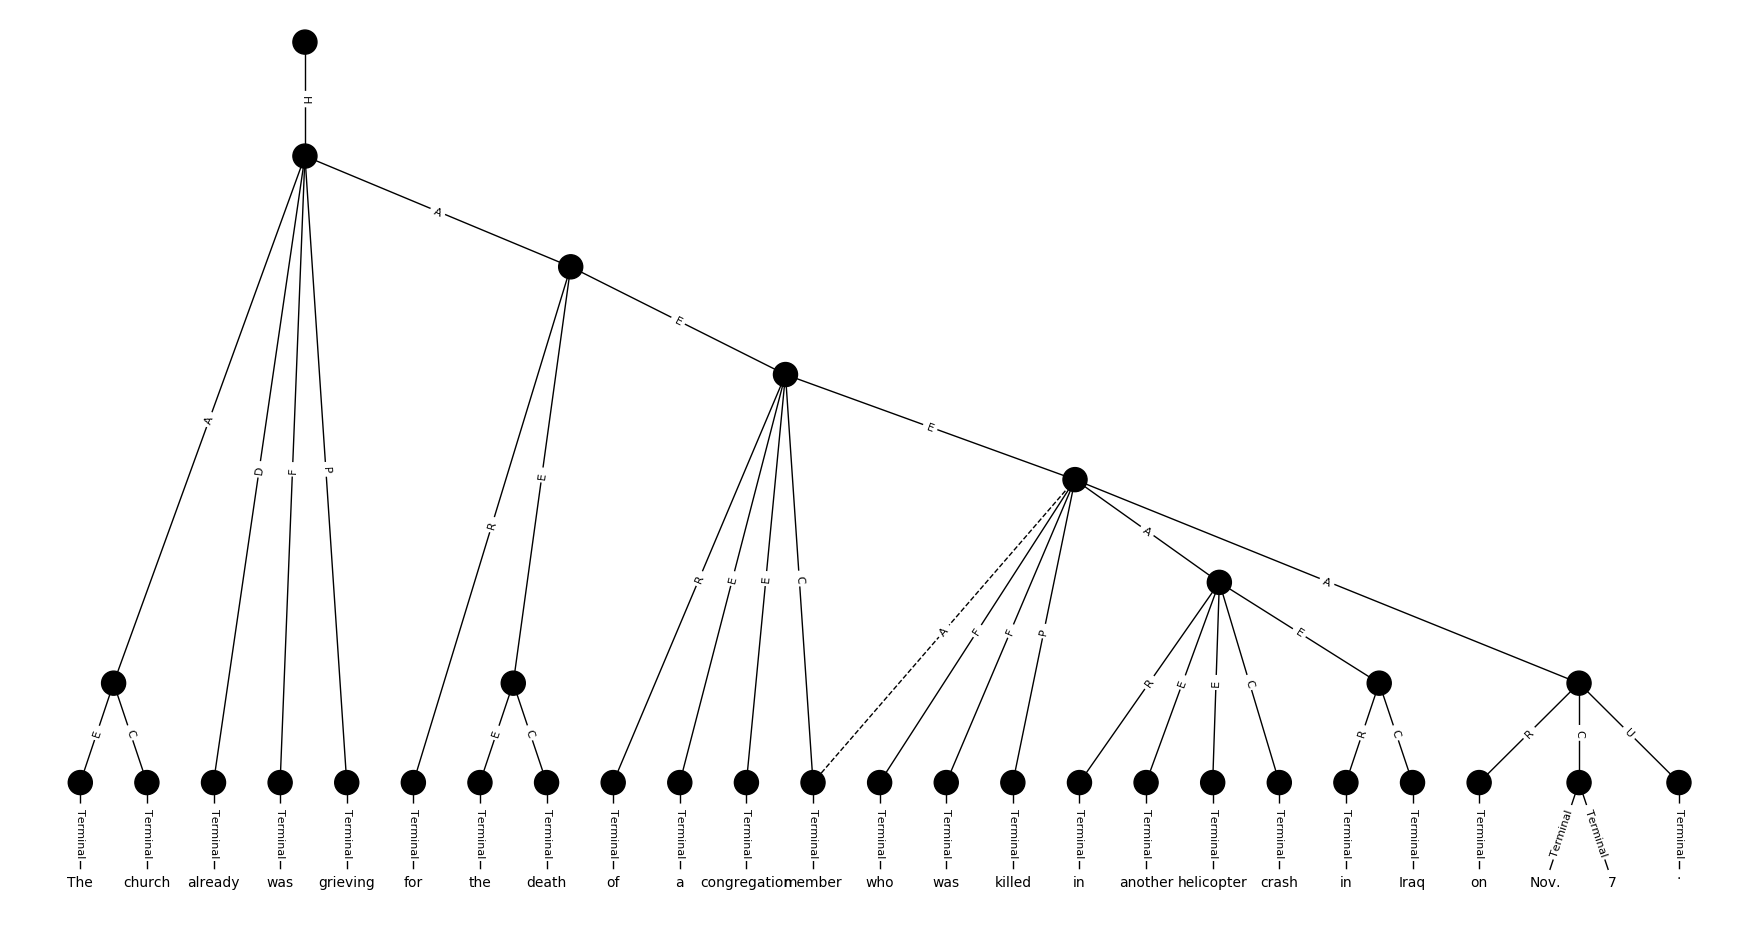 H
A
E
A
E
D
F
P
E
R
R
E
E
C
A
A
A
F
F
P
E
R
E
E
C
E
C
E
C
R
C
R
C
U
Terminal Terminal Terminal Terminal Terminal Terminal Terminal Terminal Terminal Terminal Terminal Terminal Terminal Terminal Terminal Terminal Terminal Terminal Terminal Terminal Terminal Terminal Terminal Terminal Terminal
The church already was grieving for the death of a congregation member who was killed in another helicopter crash in Iraq on Nov. 7 .